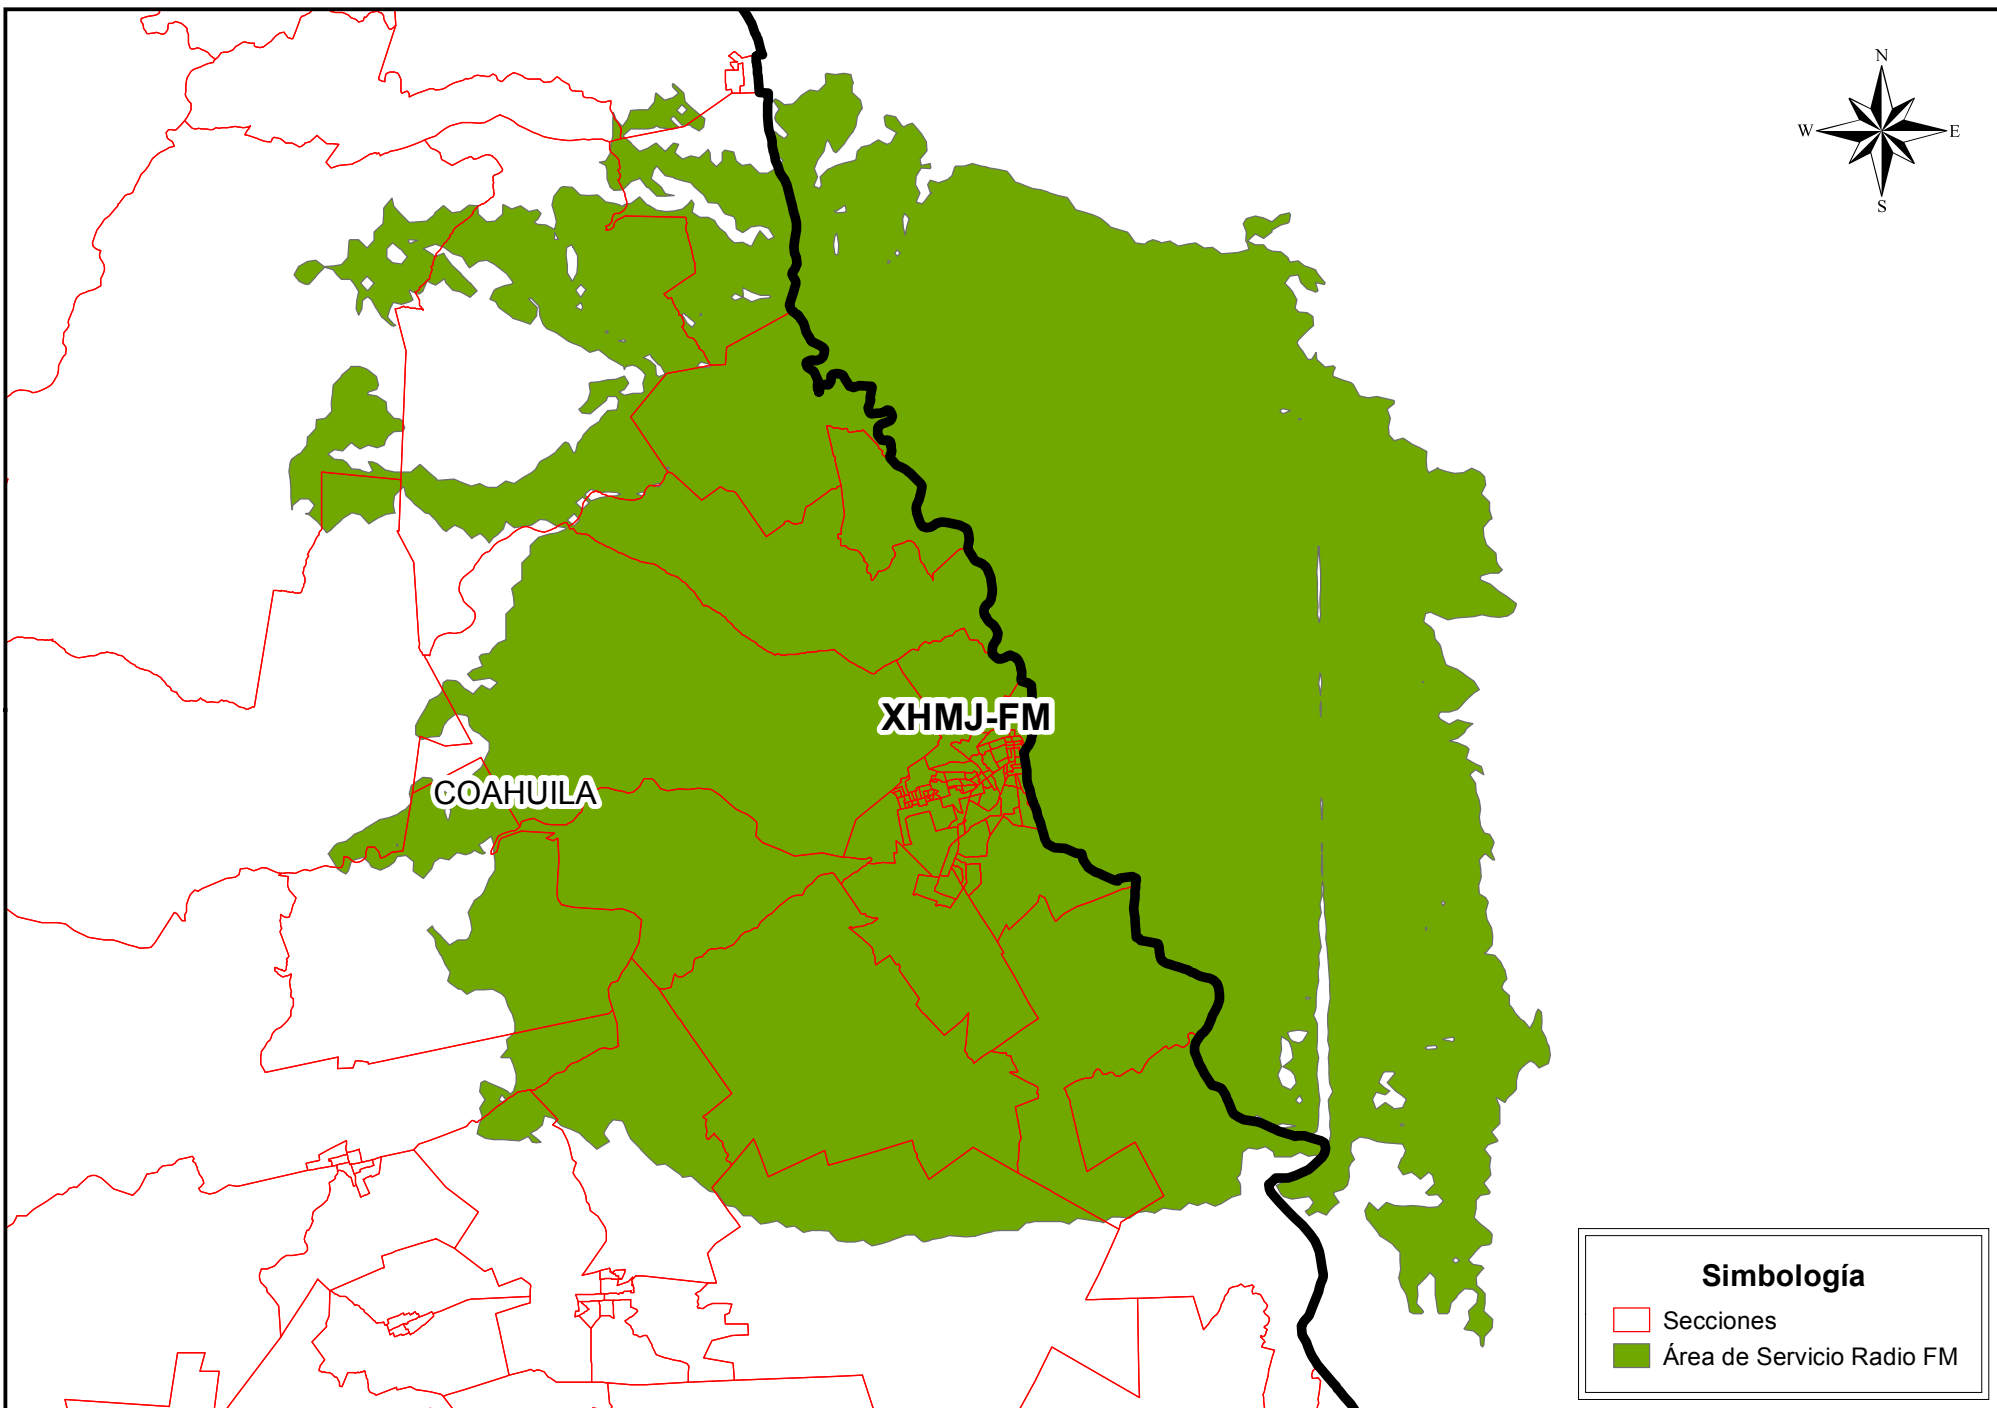 N
W E
S
XHMJ-FM
COAHUILA
Simbología
Secciones
Área de Servicio Radio FM